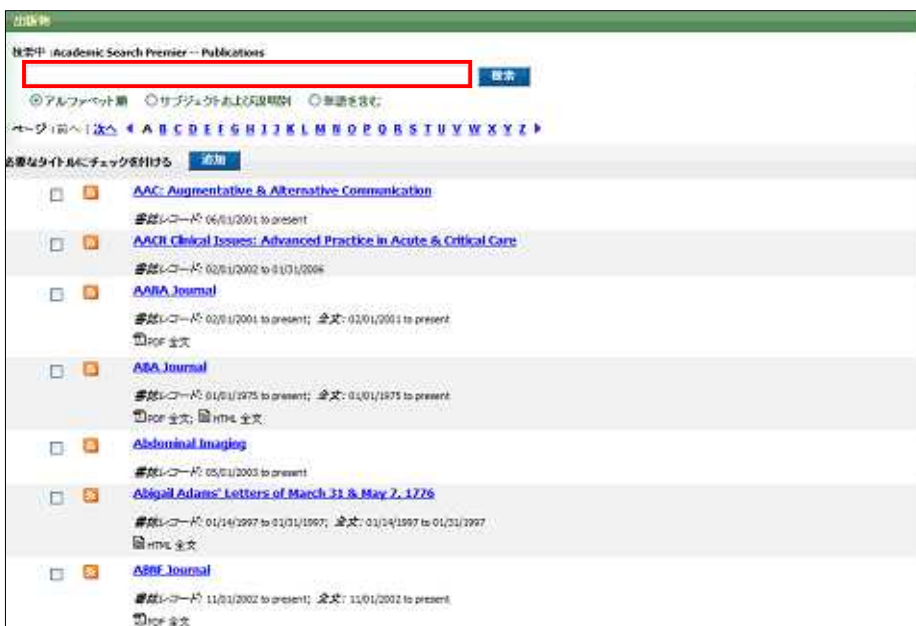 出版物
検索中 :Academic Search Premier -- Publications
検索
アルファベット順 サブジェクトおよび説明別 単語を含む
ページ :前へ | 次へ A B C D E F G H I J K L M N O P Q R S T U V W X Y Z
必要なタイトルにチェックを付ける 追加
AAC: Augmentative & Alternative Communication
書誌レコード: 06/01/2001 to present
AACN Clinical Issues: Advanced Practice in Acute & Critical Care
書誌レコード: 02/01/2002 to 01/31/2006
AANA Journal
書誌レコード: 02/01/2001 to present; 全文: 02/01/2001 to present
PDF 全文
ABA Journal
書誌レコード: 01/01/1975 to present; 全文: 01/01/1975 to present
PDF 全文; HTML 全文
Abdominal Imaging
書誌レコード: 05/01/2003 to present
Abigail Adams' Letters of March 31 & May 7, 1776
書誌レコード: 01/14/1997 to 01/31/1997; 全文: 01/14/1997 to 01/31/1997
HTML 全文
ABNF Journal
書誌レコード: 11/01/2002 to present; 全文: 11/01/2002 to present
PDF 全文